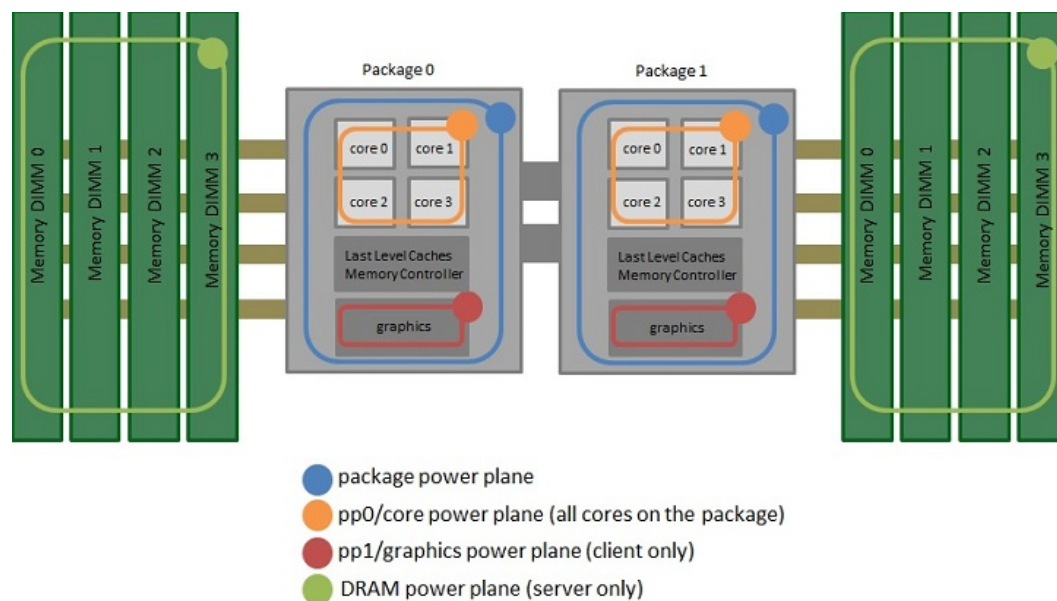 Package 0
Package 1
Memory DIMM 0
Memory DIMM 1
Memory DIMM 2
Memory DIMM 3
core 0
core 1
core 2
core 3
Last Level Caches
Memory Controller
graphics
core 0
core 1
core 2
core 3
Last Level Caches
Memory Controller
graphics
Memory DIMM 0
Memory DIMM 1
Memory DIMM 2
Memory DIMM 3
package power plane
pp0/core power plane (all cores on the package)
pp1/graphics power plane (client only)
DRAM power plane (server only)